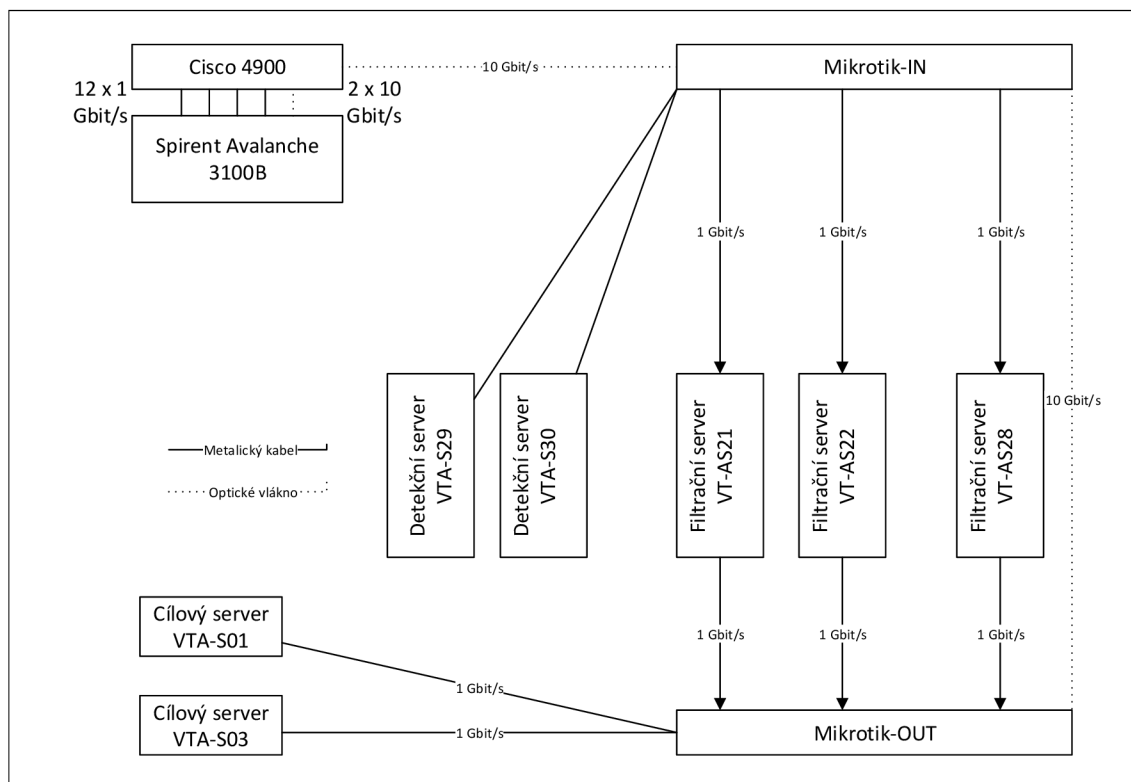 Cisco 4900
10 Gbit/s
Mikrotik-IN
12 x 1
Gbit/s
2 x 10
Gbit/s
Spirent Avalanche
3100B
1 Gbit/s
1 Gbit/s
1 Gbit/s
Detekční server
VTA-S29
Detekční server
VTA-S30
Filtrační server
VT-AS21
Filtrační server
VT-AS22
Filtrační server
VT-AS28
10 Gbit/s
Metalický kabel
Optické vlákno
Cílový server
VTA-S01
1 Gbit/s
1 Gbit/s
1 Gbit/s
1 Gbit/s
Cílový server
VTA-S03
1 Gbit/s
Mikrotik-OUT